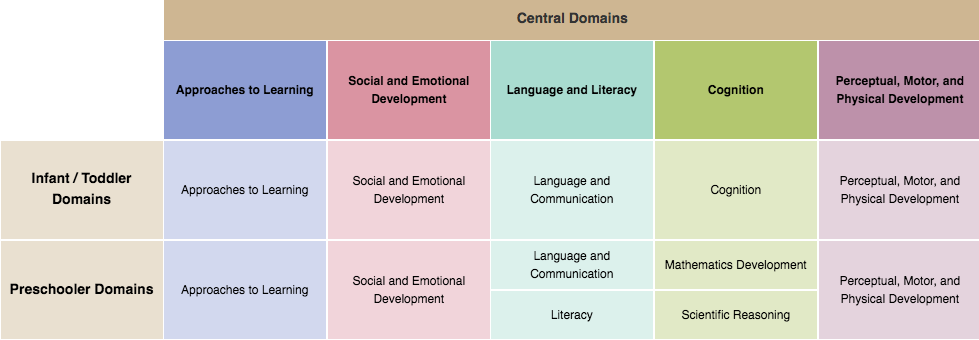 Central Domains
Approaches to Learning
Social and Emotional
Development
Language and Literacy
Cognition
Perceptual, Motor, and
Physical Development
Infant / Toddler
Domains
Approaches to Learning
Social and Emotional
Development
Language and
Communication
Cognition
Perceptual, Motor, and
Physical Development
Preschooler Domains
Approaches to Learning
Social and Emotional
Development
Language and
Communication
Literacy
Mathematics Development
Scientific Reasoning
Perceptual, Motor, and
Physical Development